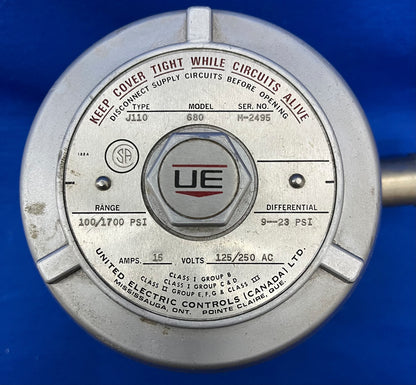 KEEP COVER TIGHT WHILE CIRCUITS ALIVE
DISCONNECT SUPPLY CIRCUITS BEFORE OPENING
TYPE MODEL SER. NO.
J110 680 M-2495
SA
UE
RANGE DIFFERENTIAL
100/1700 PSI 9--23 PSI
AMPS. 15 VOLTS 125/250 AC
CLASS I GROUP B
CLASS I GROUP C & D
CLASS II GROUP E, F, G & CLASS III
UNITED ELECTRIC CONTROLS (CANADA) LTD.
MISSISSAUGA, ONT. POINTE CLAIRE, QUE.